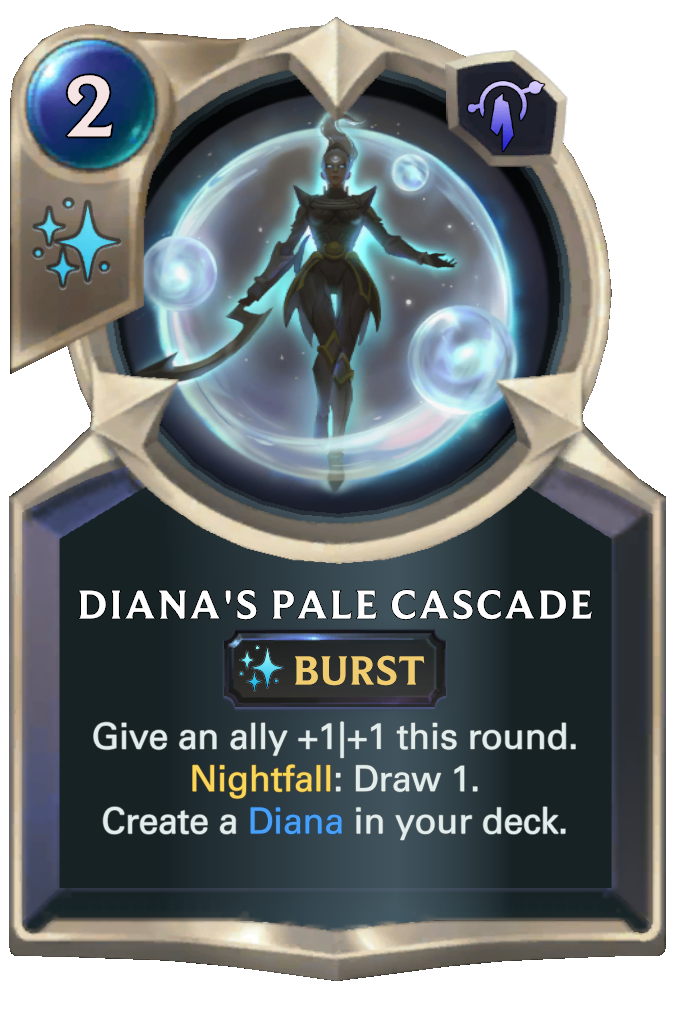 2
DIANA'S PALE CASCADE
BURST
Give an ally +1|+1 this round.
Nightfall: Draw 1.
Create a Diana in your deck.